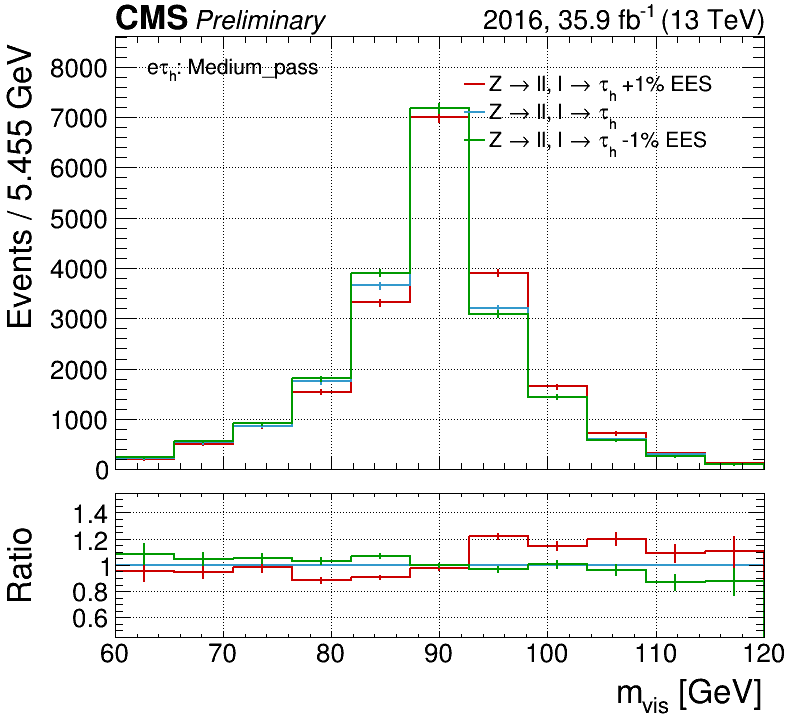 CMS Preliminary 2016, 35.9 fb-1 (13 TeV)
eτh: Medium_pass
Z → ll, l → τh +1% EES
Z → ll, l → τh
Z → ll, l → τh -1% EES
Events / 5.455 GeV
8000
7000
6000
5000
4000
3000
2000
1000
0
Ratio
1.4
1.2
1
0.8
0.6
60 70 80 90 100 110 120
mvis [GeV]